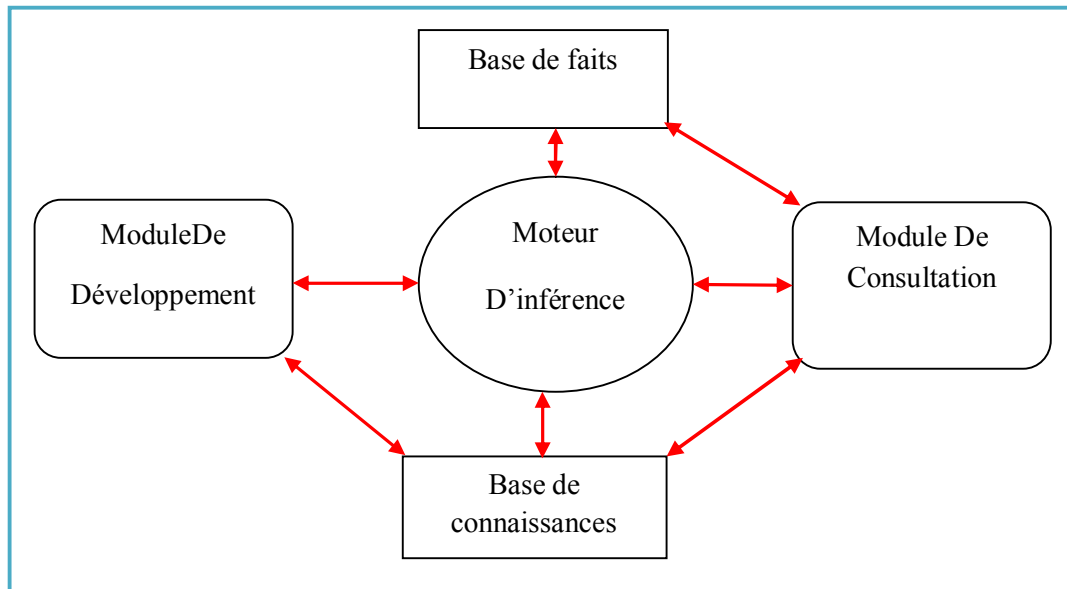 Base de faits
ModuleDe
Développement
Moteur
D’inférence
Module De
Consultation
Base de
connaissances